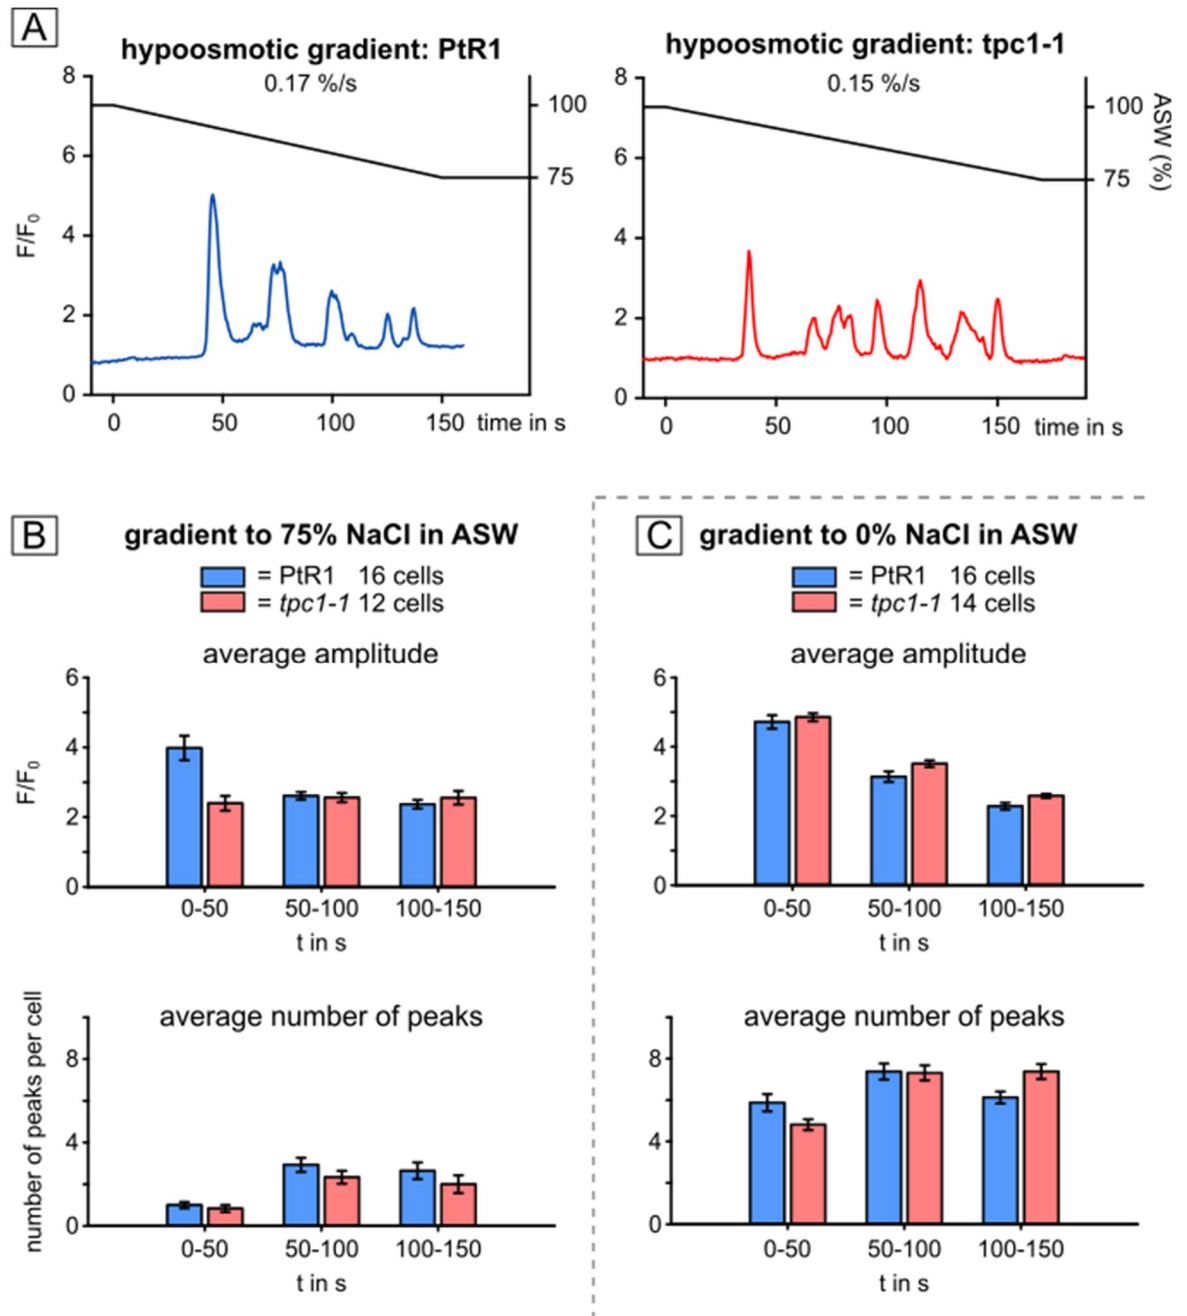 A
hypoosmotic gradient: PtR1
0.17 %/s
8
6
4
2
0
F/F0
100
75
0 50 100 150 time in s
hypoosmotic gradient: tpc1-1
0.15 %/s
8
6
4
2
0
100
75
ASW (%)
0 50 100 150 time in s
B
gradient to 75% NaCl in ASW
= PtR1 16 cells
= tpc1-1 12 cells
average amplitude
6
4
2
0
F/F0
0-50 50-100 100-150
t in s
average number of peaks
number of peaks per cell
8
4
0
0-50 50-100 100-150
t in s
C
gradient to 0% NaCl in ASW
= PtR1 16 cells
= tpc1-1 14 cells
average amplitude
6
4
2
0
0-50 50-100 100-150
t in s
average number of peaks
8
4
0
0-50 50-100 100-150
t in s